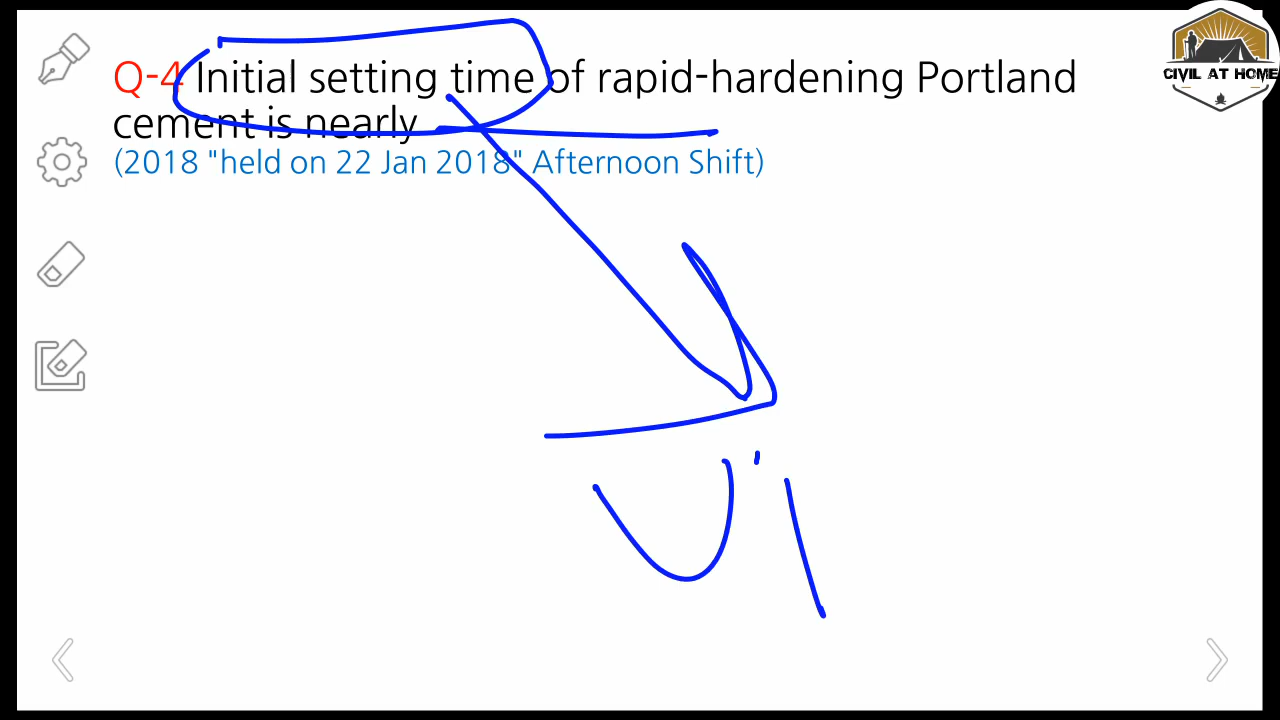 CIVIL AT HOME
Q-4 Initial setting time of rapid-hardening Portland
cement is nearly
(2018 "held on 22 Jan 2018" Afternoon Shift)